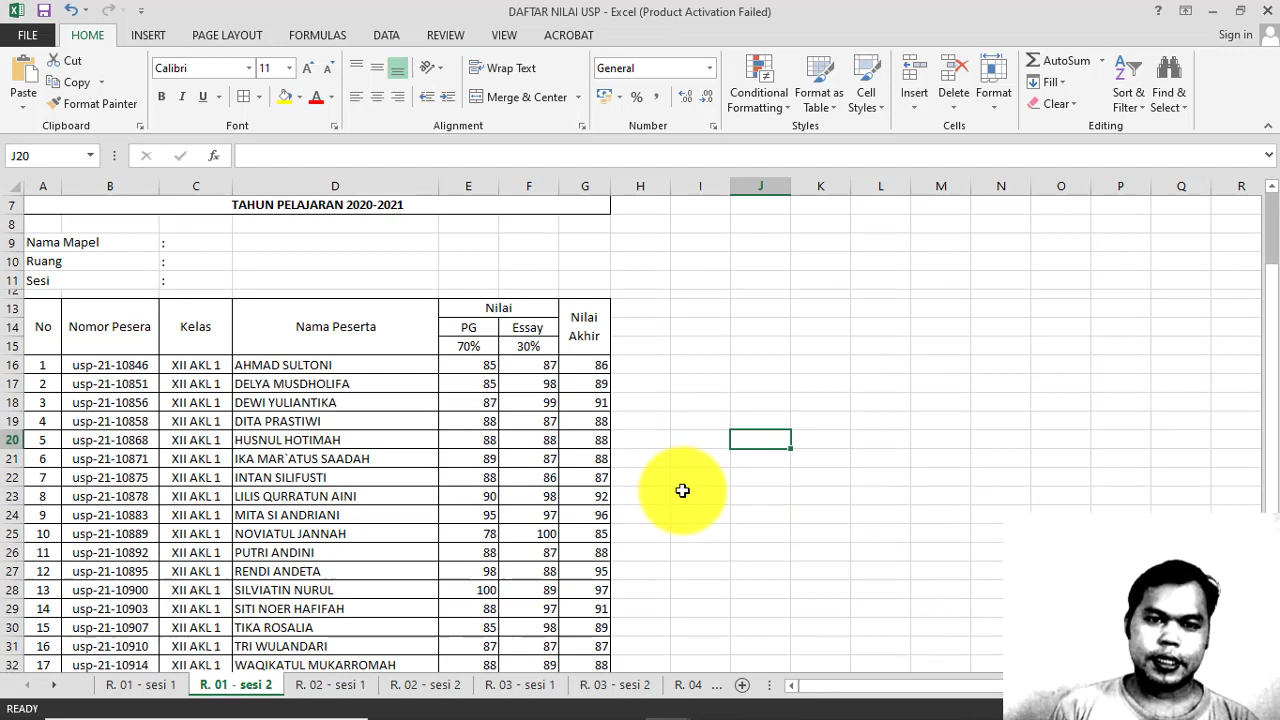 DAFTAR NILAI USP - Excel (Product Activation Failed)
FILE HOME INSERT PAGE LAYOUT FORMULAS DATA REVIEW VIEW ACROBAT Sign in
Paste Cut Copy Format Painter Clipboard
Calibri 11 B I U Font
Wrap Text Merge & Center Alignment
General % , Number
Conditional Formatting Format as Table Cell Styles Styles
Insert Delete Format Cells
AutoSum Fill Clear Sort & Filter Find & Select Editing
J20 fx
A B C D E F G H I J K L M N O P Q R
7 TAHUN PELAJARAN 2020-2021
8
9 Nama Mapel :
10 Ruang :
11 Sesi :
12
13 Nilai
14 No Nomor Pesera Kelas Nama Peserta PG Essay Nilai Akhir
15 70% 30%
16 1 usp-21-10846 XII AKL 1 AHMAD SULTONI 85 87 86
17 2 usp-21-10851 XII AKL 1 DELYA MUSDHOLIFA 85 98 89
18 3 usp-21-10856 XII AKL 1 DEWI YULIANTIKA 87 99 91
19 4 usp-21-10858 XII AKL 1 DITA PRASTIWI 88 87 88
20 5 usp-21-10868 XII AKL 1 HUSNUL HOTIMAH 88 88 88
21 6 usp-21-10871 XII AKL 1 IKA MAR`ATUS SAADAH 89 87 88
22 7 usp-21-10875 XII AKL 1 INTAN SILIFUSTI 88 86 87
23 8 usp-21-10878 XII AKL 1 LILIS QURRATUN AINI 90 98 92
24 9 usp-21-10883 XII AKL 1 MITA SI ANDRIANI 95 97 96
25 10 usp-21-10889 XII AKL 1 NOVIATUL JANNAH 78 100 85
26 11 usp-21-10892 XII AKL 1 PUTRI ANDINI 88 87 88
27 12 usp-21-10895 XII AKL 1 RENDI ANDETA 98 88 95
28 13 usp-21-10900 XII AKL 1 SILVIATIN NURUL 100 89 97
29 14 usp-21-10903 XII AKL 1 SITI NOER HAFIFAH 88 97 91
30 15 usp-21-10907 XII AKL 1 TIKA ROSALIA 85 98 89
31 16 usp-21-10910 XII AKL 1 TRI WULANDARI 87 87 87
32 17 usp-21-10914 XII AKL 1 WAQIKATUL MUKARROMAH 88 89 88
R. 01 - sesi 1 R. 01 - sesi 2 R. 02 - sesi 1 R. 02 - sesi 2 R. 03 - sesi 1 R. 03 - sesi 2 R. 04 ...
READY